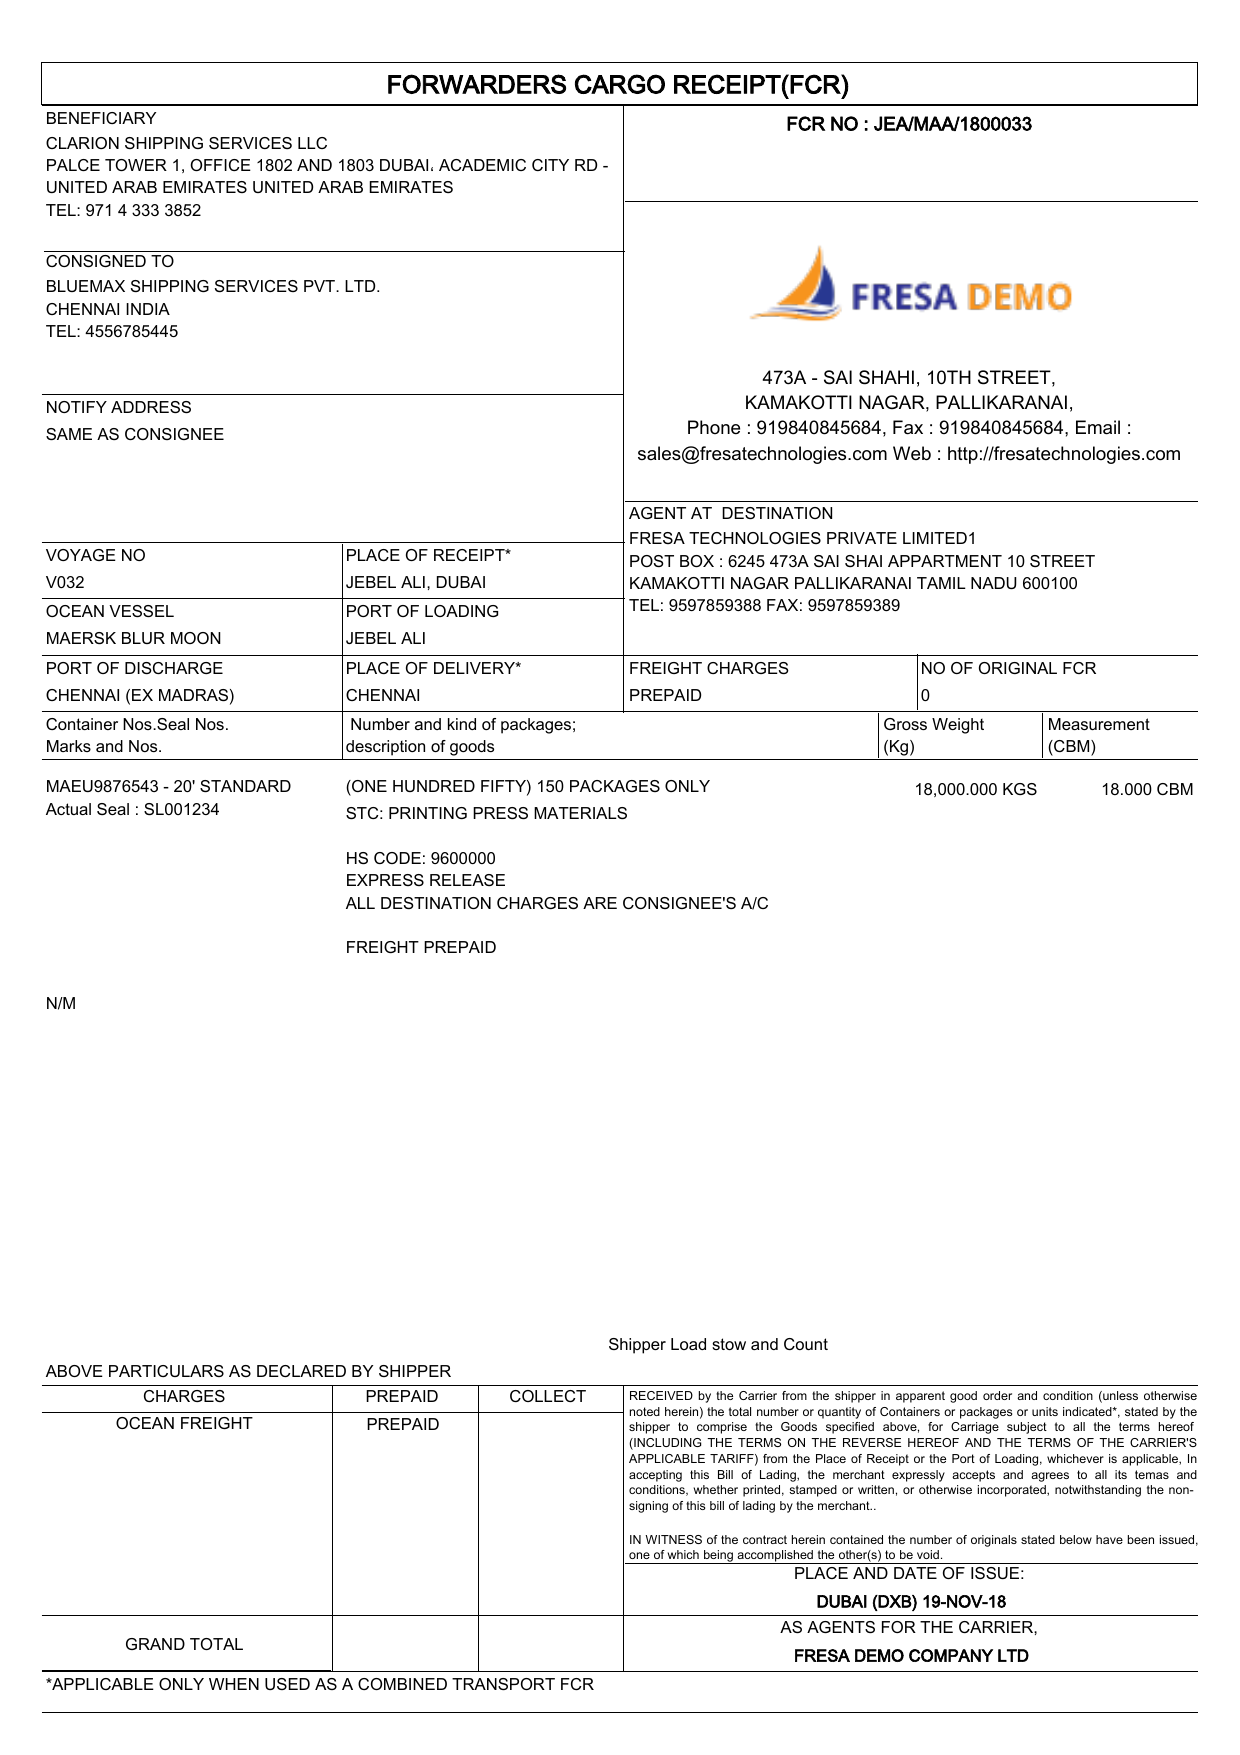 FORWARDERS CARGO RECEIPT(FCR)
BENEFICIARY
CLARION SHIPPING SERVICES LLC
PALCE TOWER 1, OFFICE 1802 AND 1803 DUBAI. ACADEMIC CITY RD -
UNITED ARAB EMIRATES UNITED ARAB EMIRATES
TEL: 971 4 333 3852
FCR NO : JEA/MAA/1800033
CONSIGNED TO
BLUEMAX SHIPPING SERVICES PVT. LTD.
CHENNAI INDIA
TEL: 4556785445
FRESA DEMO
473A - SAI SHAHI, 10TH STREET,
KAMAKOTTI NAGAR, PALLIKARANAI,
Phone : 919840845684, Fax : 919840845684, Email :
sales@fresatechnologies.com Web : http://fresatechnologies.com
NOTIFY ADDRESS
SAME AS CONSIGNEE
AGENT AT DESTINATION
FRESA TECHNOLOGIES PRIVATE LIMITED1
POST BOX : 6245 473A SAI SHAI APPARTMENT 10 STREET
KAMAKOTTI NAGAR PALLIKARANAI TAMIL NADU 600100
TEL: 9597859388 FAX: 9597859389
VOYAGE NO
V032
PLACE OF RECEIPT*
JEBEL ALI, DUBAI
OCEAN VESSEL
MAERSK BLUR MOON
PORT OF LOADING
JEBEL ALI
PORT OF DISCHARGE
CHENNAI (EX MADRAS)
PLACE OF DELIVERY*
CHENNAI
FREIGHT CHARGES
PREPAID
NO OF ORIGINAL FCR
0
Container Nos.Seal Nos.
Marks and Nos.
Number and kind of packages;
description of goods
Gross Weight
(Kg)
Measurement
(CBM)
MAEU9876543 - 20' STANDARD
Actual Seal : SL001234
(ONE HUNDRED FIFTY) 150 PACKAGES ONLY
STC: PRINTING PRESS MATERIALS
18,000.000 KGS
18.000 CBM
HS CODE: 9600000
EXPRESS RELEASE
ALL DESTINATION CHARGES ARE CONSIGNEE'S A/C
FREIGHT PREPAID
N/M
Shipper Load stow and Count
ABOVE PARTICULARS AS DECLARED BY SHIPPER
CHARGES
PREPAID
COLLECT
OCEAN FREIGHT
PREPAID
GRAND TOTAL
RECEIVED by the Carrier from the shipper in apparent good order and condition (unless otherwise
noted herein) the total number or quantity of Containers or packages or units indicated*, stated by the
shipper to comprise the Goods specified above, for Carriage subject to all the terms hereof
(INCLUDING THE TERMS ON THE REVERSE HEREOF AND THE TERMS OF THE CARRIER'S
APPLICABLE TARIFF) from the Place of Receipt or the Port of Loading, whichever is applicable, In
accepting this Bill of Lading, the merchant expressly accepts and agrees to all its temas and
conditions, whether printed, stamped or written, or otherwise incorporated, notwithstanding the non-
signing of this bill of lading by the merchant..
IN WITNESS of the contract herein contained the number of originals stated below have been issued,
one of which being accomplished the other(s) to be void.
PLACE AND DATE OF ISSUE:
DUBAI (DXB) 19-NOV-18
AS AGENTS FOR THE CARRIER,
FRESA DEMO COMPANY LTD
*APPLICABLE ONLY WHEN USED AS A COMBINED TRANSPORT FCR